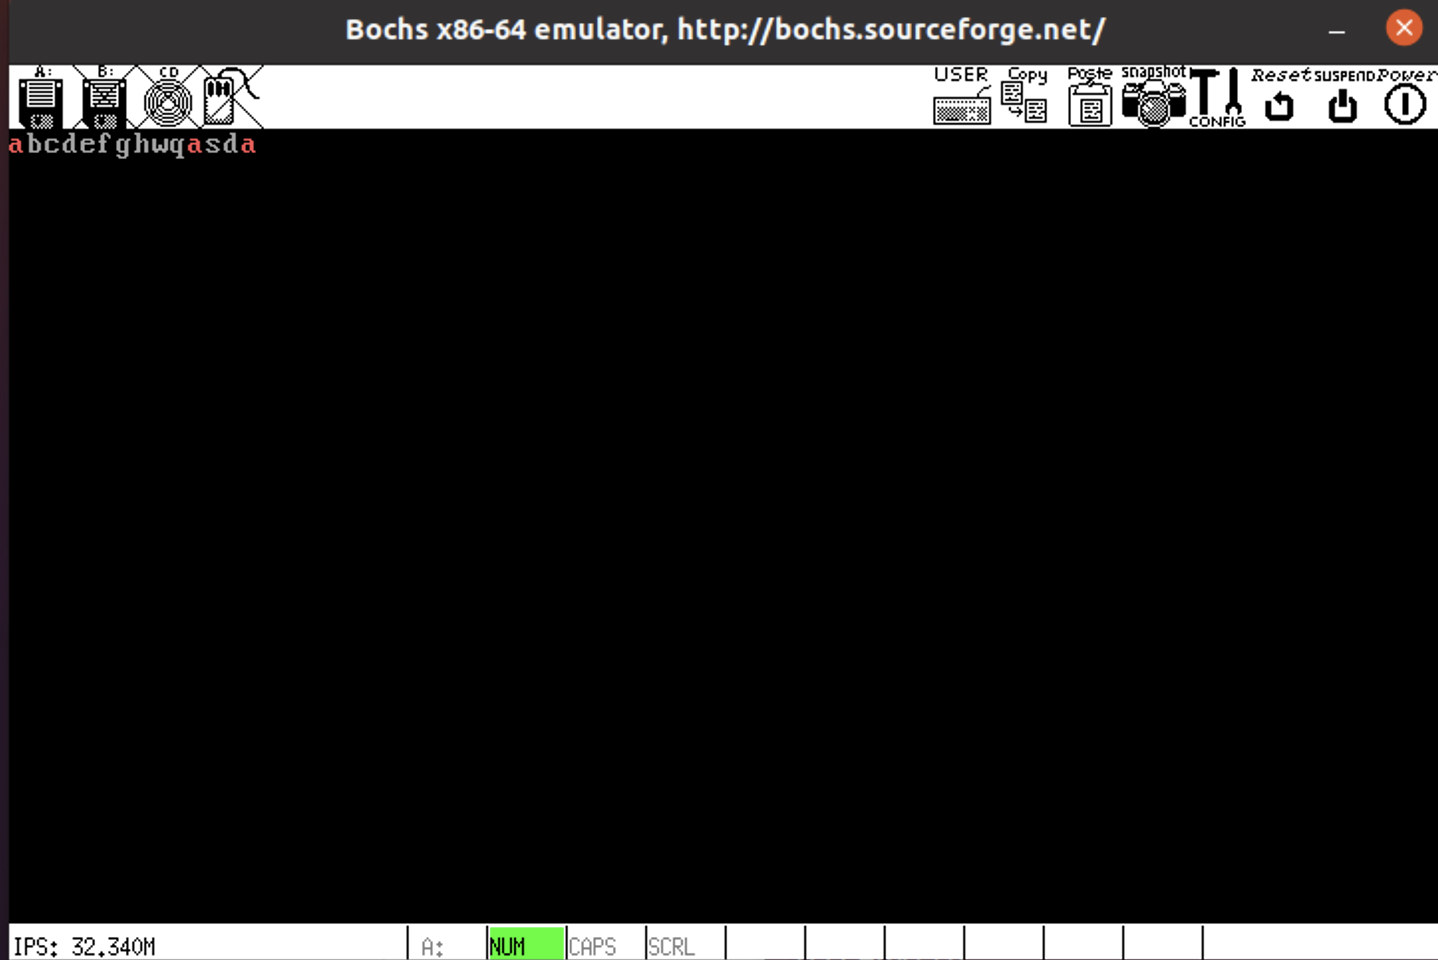 Bochs x86-64 emulator, http://bochs.sourceforge.net/
A: B: CD USER Copy Paste snapshot CONFIG Reset SUSPEND Power
abcdefghwqasda
IPS: 32.340M A: NUM CAPS SCRL